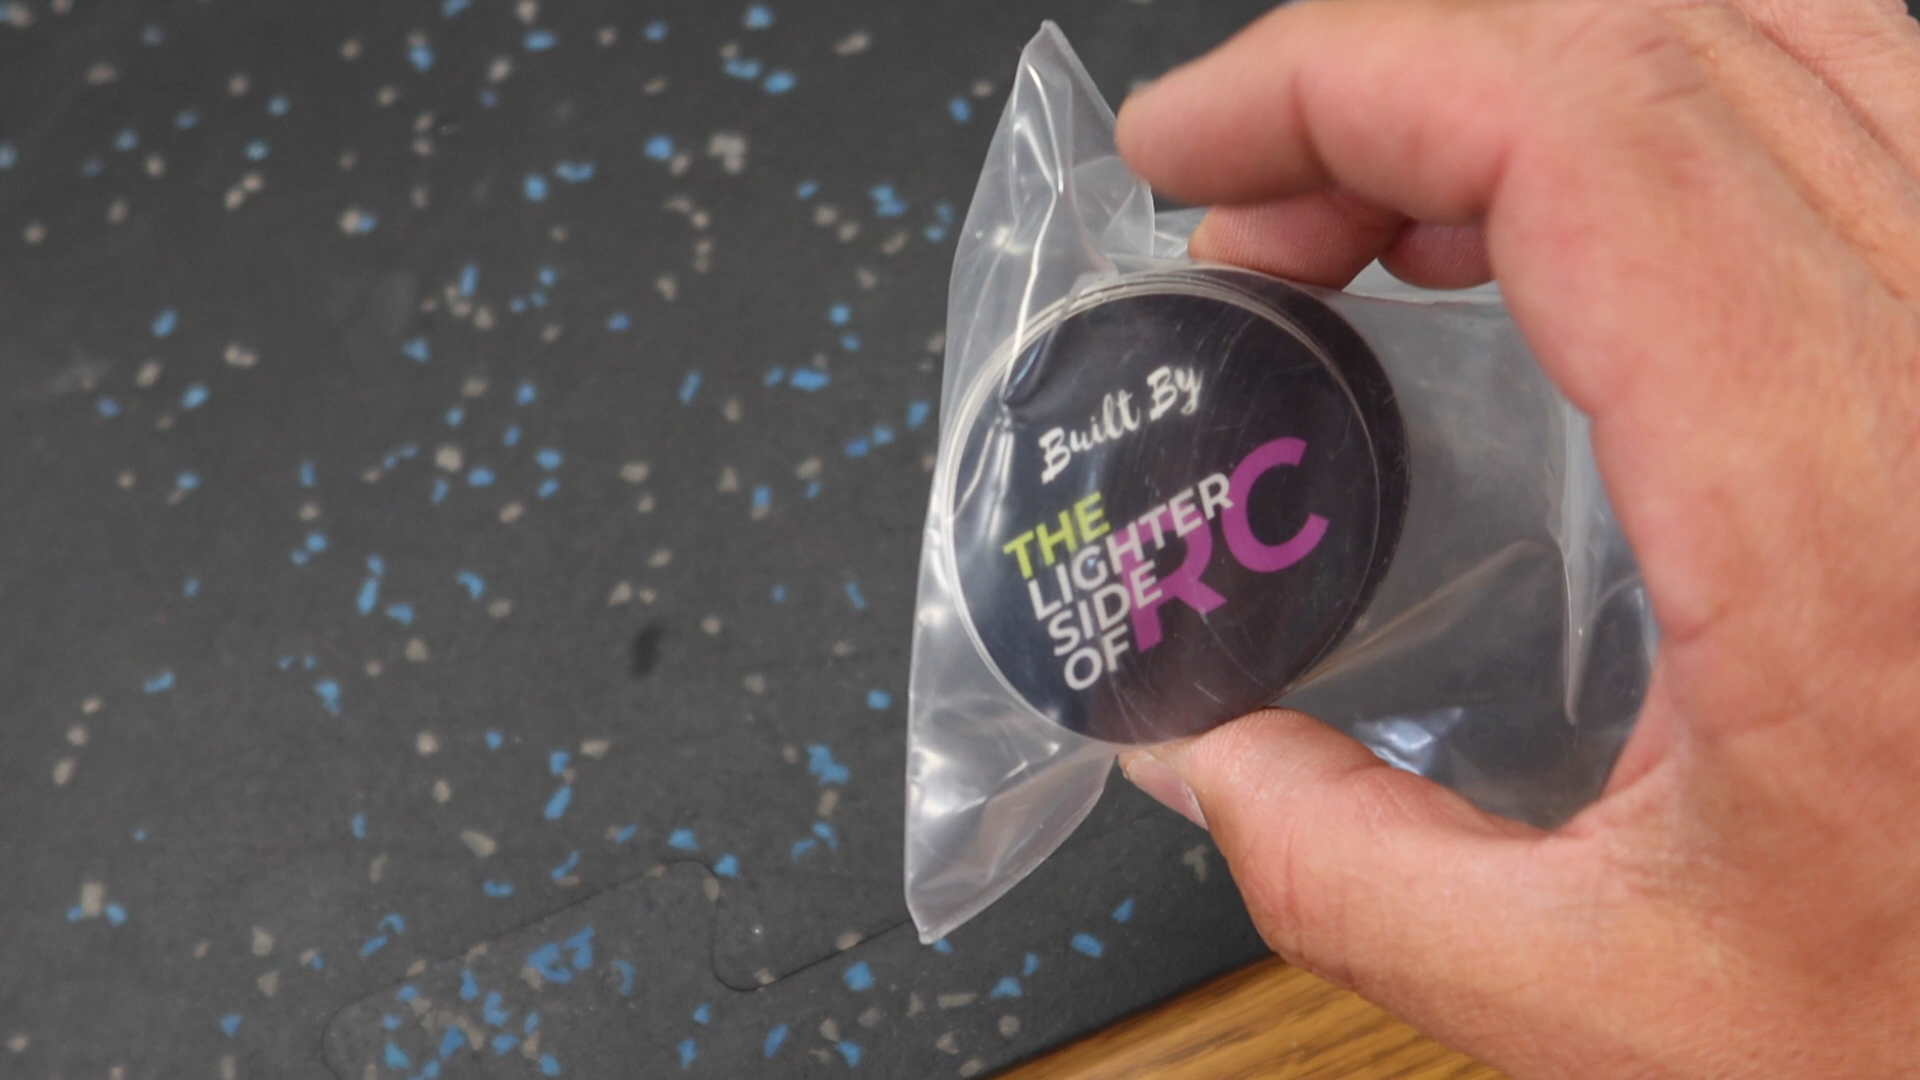 Built By
THE
LIGHTER
SIDE
OF
RC